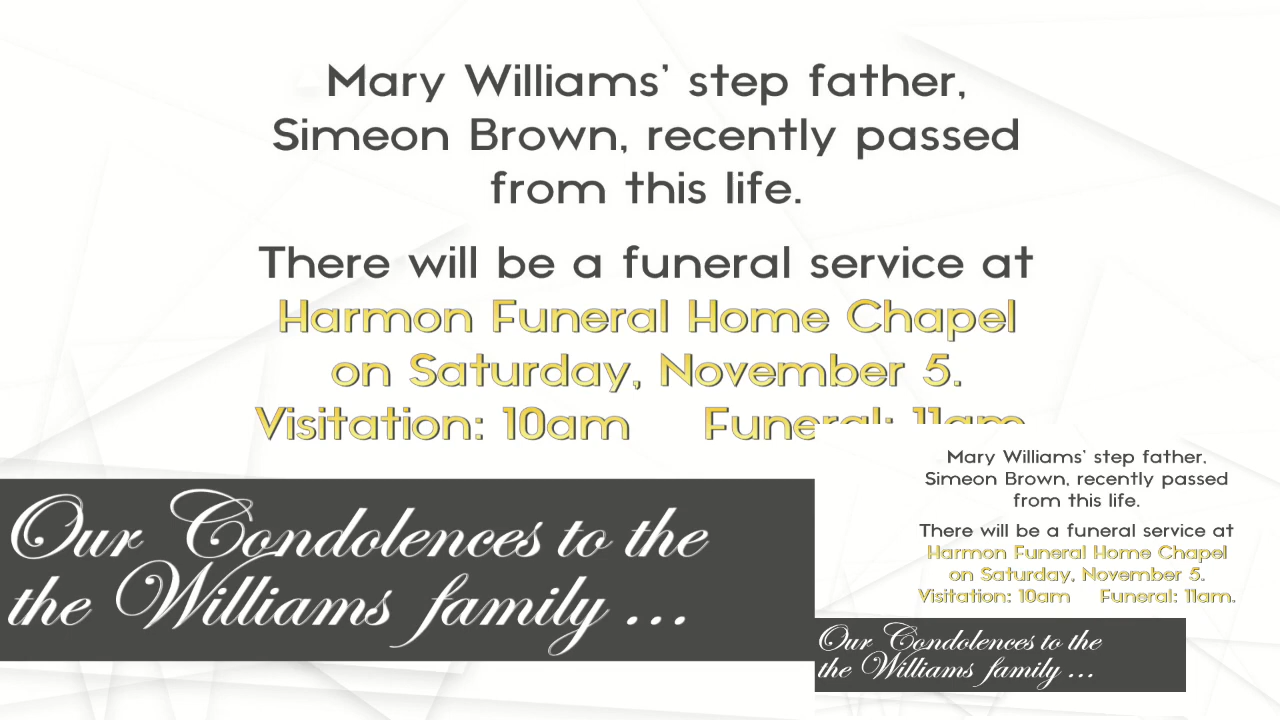 Mary Williams' step father,
Simeon Brown, recently passed
from this life.
There will be a funeral service at
Harmon Funeral Home Chapel
on Saturday, November 5.
Visitation: 10am Funeral: 11am.
Our Condolences to the
the Williams family ...
Mary Williams' step father,
Simeon Brown, recently passed
from this life.
There will be a funeral service at
Harmon Funeral Home Chapel
on Saturday, November 5.
Visitation: 10am Funeral: 11am.
Our Condolences to the
the Williams family ...